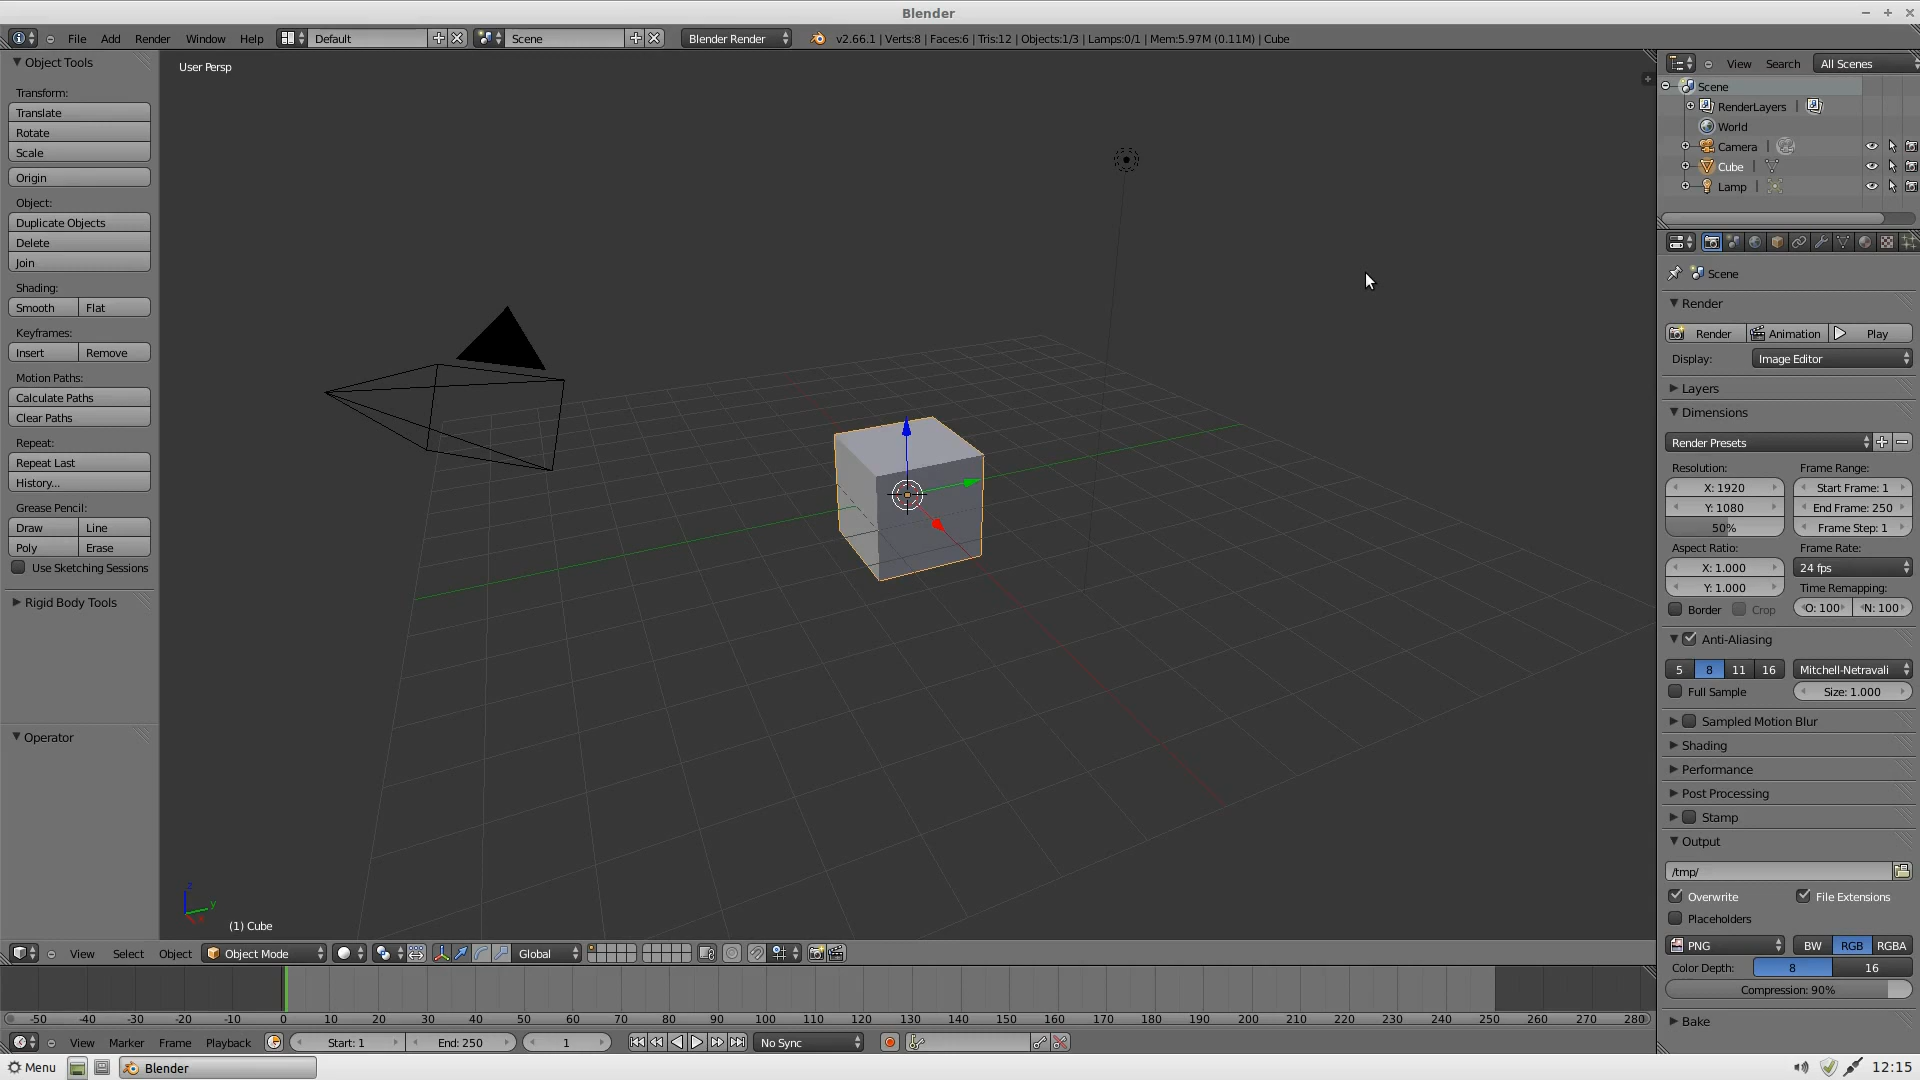 Blender
File Add Render Window Help Default Scene Blender Render v2.66.1 | Verts:8 | Faces:6 | Tris:12 | Objects:1/3 | Lamps:0/1 | Mem:5.97M (0.11M) | Cube
Object Tools
Transform:
Translate
Rotate
Scale
Origin
Object:
Duplicate Objects
Delete
Join
Shading:
Smooth Flat
Keyframes:
Insert Remove
Motion Paths:
Calculate Paths
Clear Paths
Repeat:
Repeat Last
History...
Grease Pencil:
Draw Line
Poly Erase
Use Sketching Sessions
Rigid Body Tools
Operator
User Persp
z
y
x
(1) Cube
View Select Object Object Mode Global
-50 -40 -30 -20 -10 0 10 20 30 40 50 60 70 80 90 100 110 120 130 140 150 160 170 180 190 200 210 220 230 240 250 260 270 280
View Marker Frame Playback Start: 1 End: 250 1 No Sync
View Search All Scenes
Scene
RenderLayers |
World
Camera |
Cube |
Lamp |
Scene
Render
Render Animation Play
Display: Image Editor
Layers
Dimensions
Render Presets
Resolution: Frame Range:
X: 1920 Start Frame: 1
Y: 1080 End Frame: 250
50% Frame Step: 1
Aspect Ratio: Frame Rate:
X: 1.000 24 fps
Y: 1.000 Time Remapping:
Border Crop O: 100 N: 100
Anti-Aliasing
5 8 11 16 Mitchell-Netravali
Full Sample Size: 1.000
Sampled Motion Blur
Shading
Performance
Post Processing
Stamp
Output
/tmp/
Overwrite File Extensions
Placeholders
PNG BW RGB RGBA
Color Depth: 8 16
Compression: 90%
Bake
Menu Blender 12:15